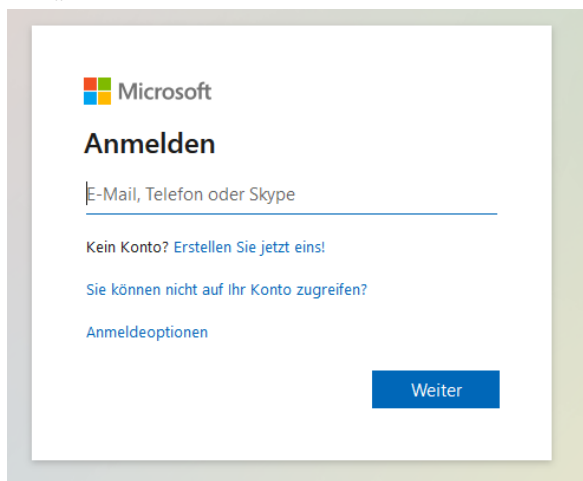 Microsoft
Anmelden
E-Mail, Telefon oder Skype
Kein Konto? Erstellen Sie jetzt eins!
Sie können nicht auf Ihr Konto zugreifen?
Anmeldeoptionen
Weiter